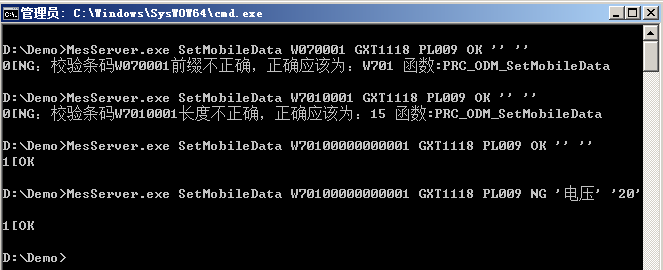 管理员: C:\Windows\SysWOW64\cmd.exe
D:\Demo>MesServer.exe SetMobileData W070001 GXT1118 PL009 OK '' ''
0[NG; 校验条码W070001前缀不正确，正确应该为：W701 函数:PRC_ODM_SetMobileData
D:\Demo>MesServer.exe SetMobileData W7010001 GXT1118 PL009 OK '' ''
0[NG; 校验条码W7010001长度不正确，正确应该为：15 函数:PRC_ODM_SetMobileData
D:\Demo>MesServer.exe SetMobileData W70100000000001 GXT1118 PL009 OK '' ''
1[OK
D:\Demo>MesServer.exe SetMobileData W70100000000001 GXT1118 PL009 NG '电压' '20'
1[OK
D:\Demo>